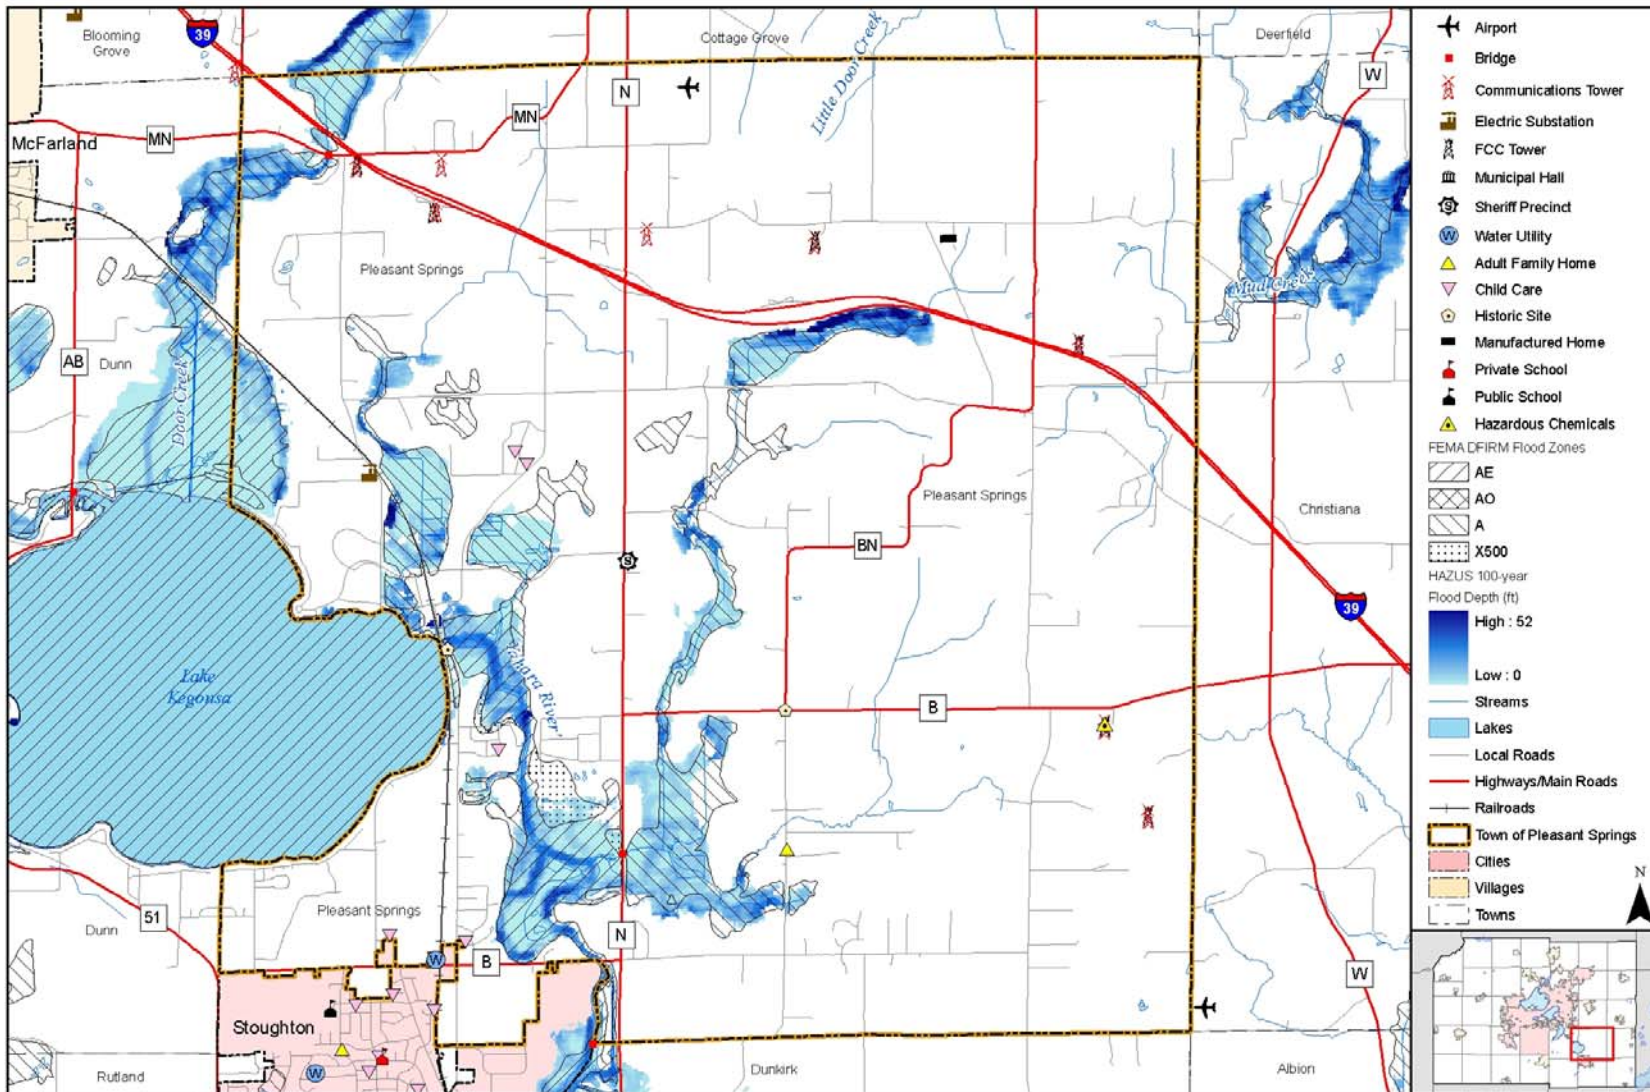 39
Blooming
Grove
Cottage Grove
Little Door Creek
Deerfield
W
N
MN
MN
McFarland
Pleasant Springs
Mud Creek
AB
Dunn
Door Creek
Pleasant Springs
Christiana
BN
S
39
Lake
Kegonsa
Yahara River
B
51
Dunn
Pleasant Springs
N
W
B
W
Stoughton
W
Rutland
Dunkirk
Albion
Airport
Bridge
Communications Tower
Electric Substation
FCC Tower
Municipal Hall
S
Sheriff Precinct
W
Water Utility
Adult Family Home
Child Care
Historic Site
Manufactured Home
Private School
Public School
Hazardous Chemicals
FEMA DFIRM Flood Zones
AE
AO
A
X500
HAZUS 100-year
Flood Depth (ft)
High : 52
Low : 0
Streams
Lakes
Local Roads
Highways/Main Roads
Railroads
Town of Pleasant Springs
Cities
Villages
Towns
N